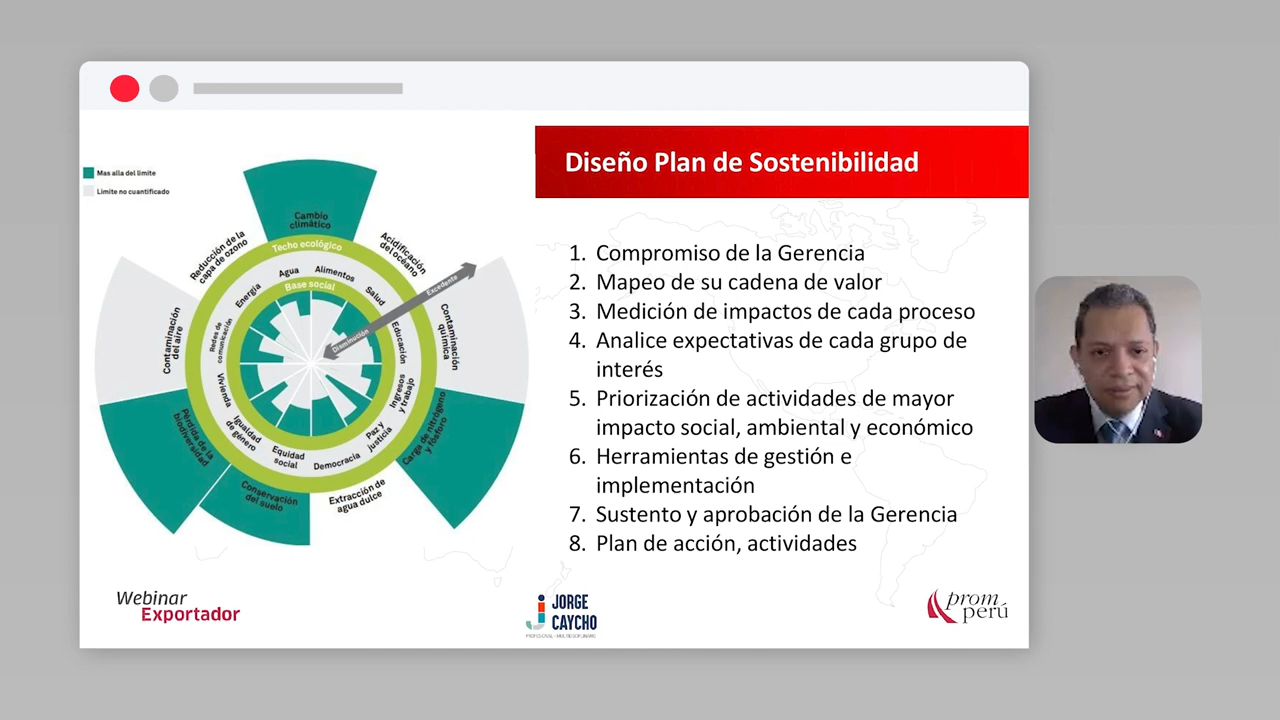 Diseño Plan de Sostenibilidad
Mas alla del limite
Limite no cuantificado
Cambio
climático
Reducción de la
capa de ozono
Techo ecológico
Acidificación
del océano
Agua
Alimentos
Energía
Base social
Salud
Excedente
Contaminación
del aire
Redes de
comunicación
Disminución
Educación
Contaminación
química
Vivienda
Ingresos
y trabajo
Pérdida de la
biodiversidad
Igualdad
de género
Equidad
social
Democracia
Paz y
justicia
Carga de nitrógeno
y fósforo
Conservación
del suelo
Extracción de
agua dulce
1. Compromiso de la Gerencia
2. Mapeo de su cadena de valor
3. Medición de impactos de cada proceso
4. Analice expectativas de cada grupo de
interés
5. Priorización de actividades de mayor
impacto social, ambiental y económico
6. Herramientas de gestión e
implementación
7. Sustento y aprobación de la Gerencia
8. Plan de acción, actividades
Webinar
Exportador
JORGE
CAYCHO
PROFESIONAL - MULTIDISCIPLINARIO
prom
perú